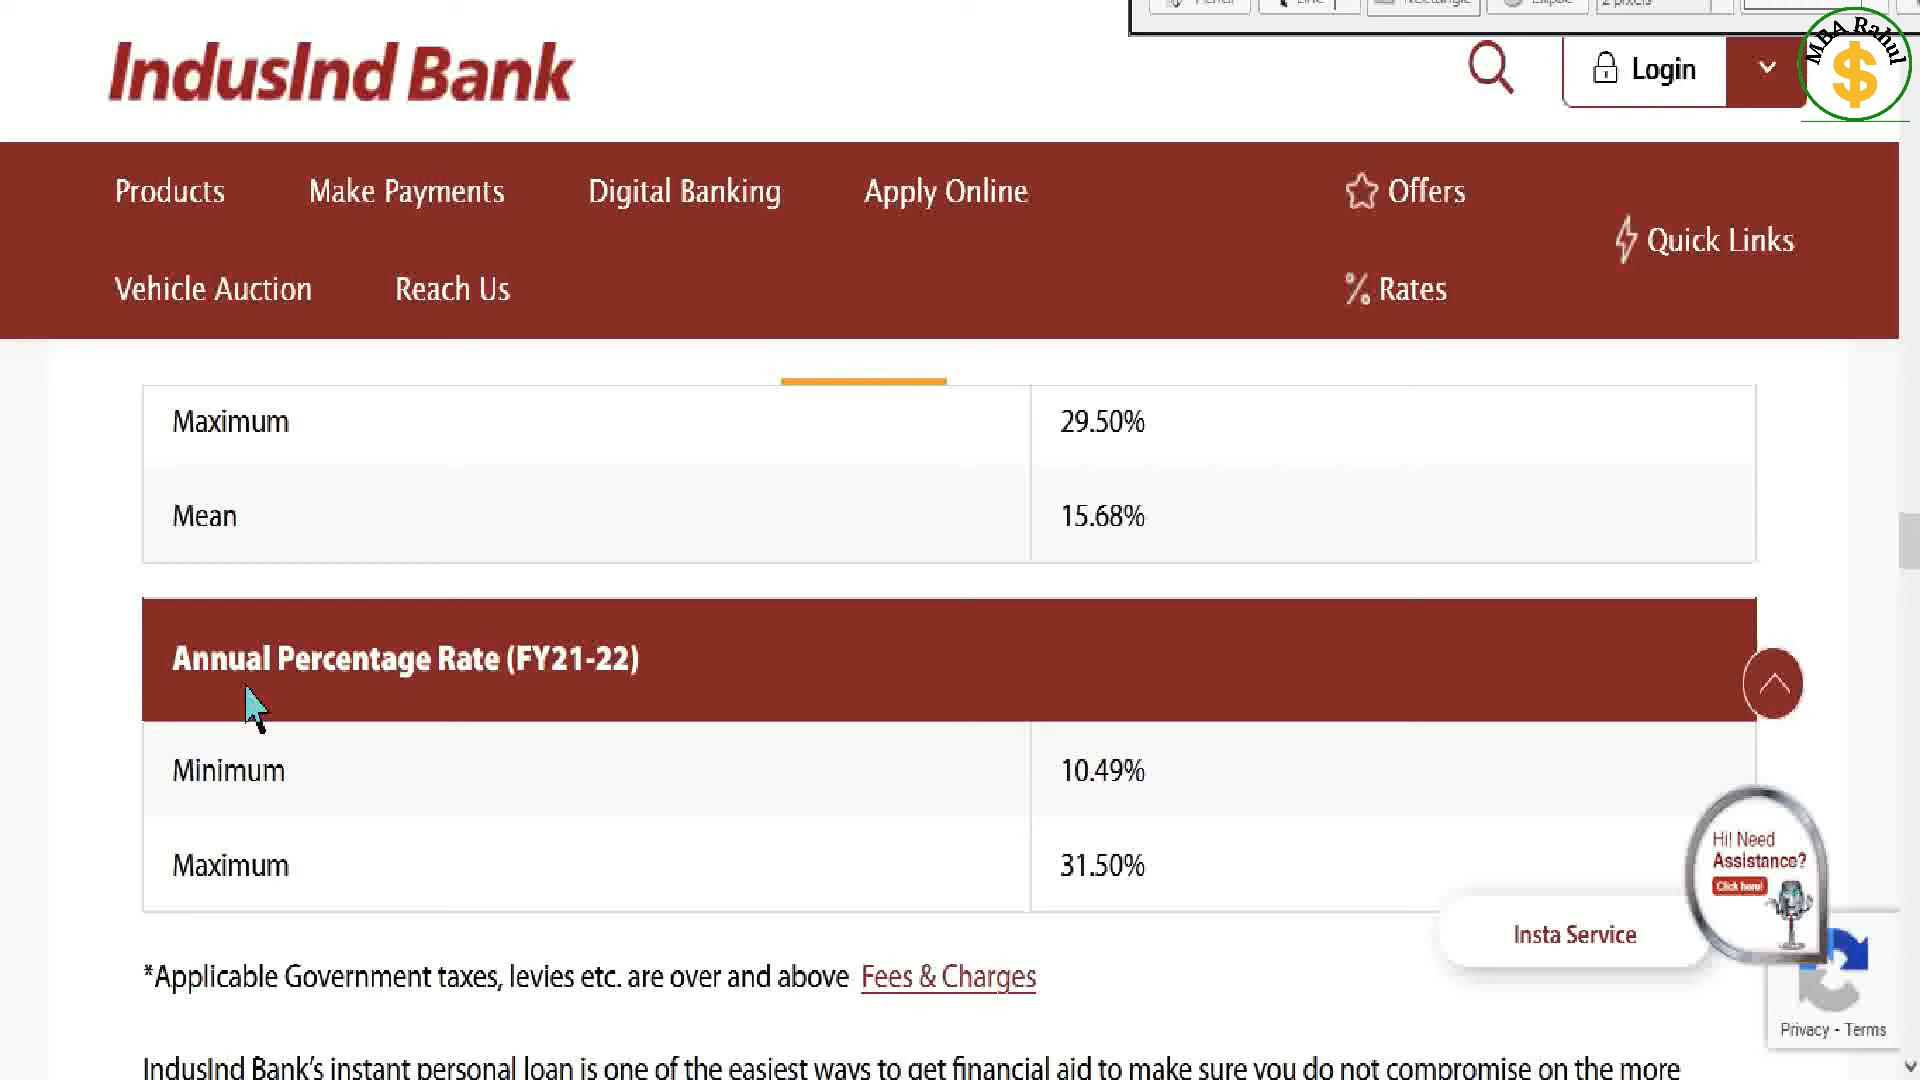 IndusInd Bank
Login
MBA Rahul
$
Products
Make Payments
Digital Banking
Apply Online
Offers
Quick Links
Vehicle Auction
Reach Us
Rates
Maximum 29.50%
Mean 15.68%
Annual Percentage Rate (FY21-22)
Minimum 10.49%
Maximum 31.50%
Hi! Need
Assistance?
Click here!
Insta Service
*Applicable Government taxes, levies etc. are over and above Fees & Charges
Privacy - Terms
IndusInd Bank's instant personal loan is one of the easiest ways to get financial aid to make sure you do not compromise on the more